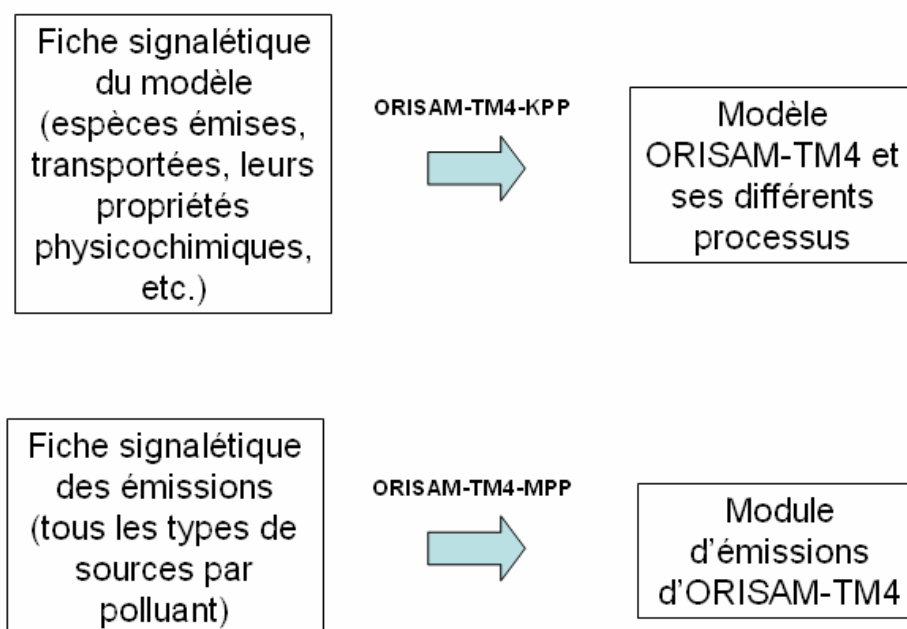 Fiche signalétique
du modèle
(espèces émises,
transportées, leurs
propriétés
physicochimiques,
etc.)
ORISAM-TM4-KPP
Modèle
ORISAM-TM4 et
ses différents
processus
Fiche signalétique
des émissions
(tous les types de
sources par
polluant)
ORISAM-TM4-MPP
Module
d'émissions
d'ORISAM-TM4